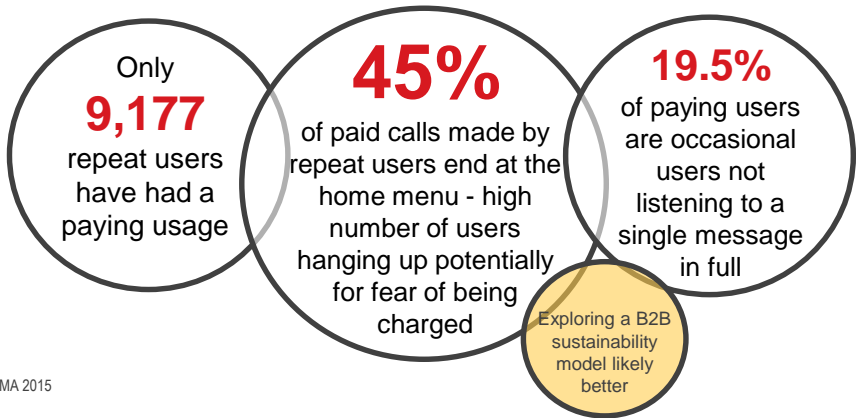 Only
9,177
repeat users
have had a
paying usage
45%
of paid calls made by
repeat users end at the
home menu - high
number of users
hanging up potentially
for fear of being
charged
19.5%
of paying users
are occasional
users not
listening to a
single message
in full
Exploring a B2B
sustainability
model likely
better
MA 2015